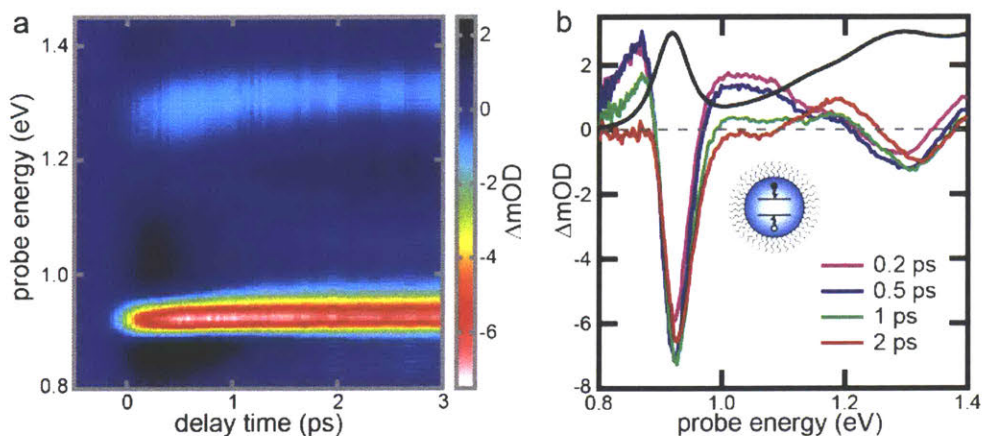 a
probe energy (eV)
1.4
1.2
1.0
0.8
0
1
2
3
delay time (ps)
2
0
-2
-4
-6
ΔmOD
b
ΔmOD
2
0
-2
-4
-6
-8
0.2 ps
0.5 ps
1 ps
2 ps
0.8
1.0
1.2
1.4
probe energy (eV)